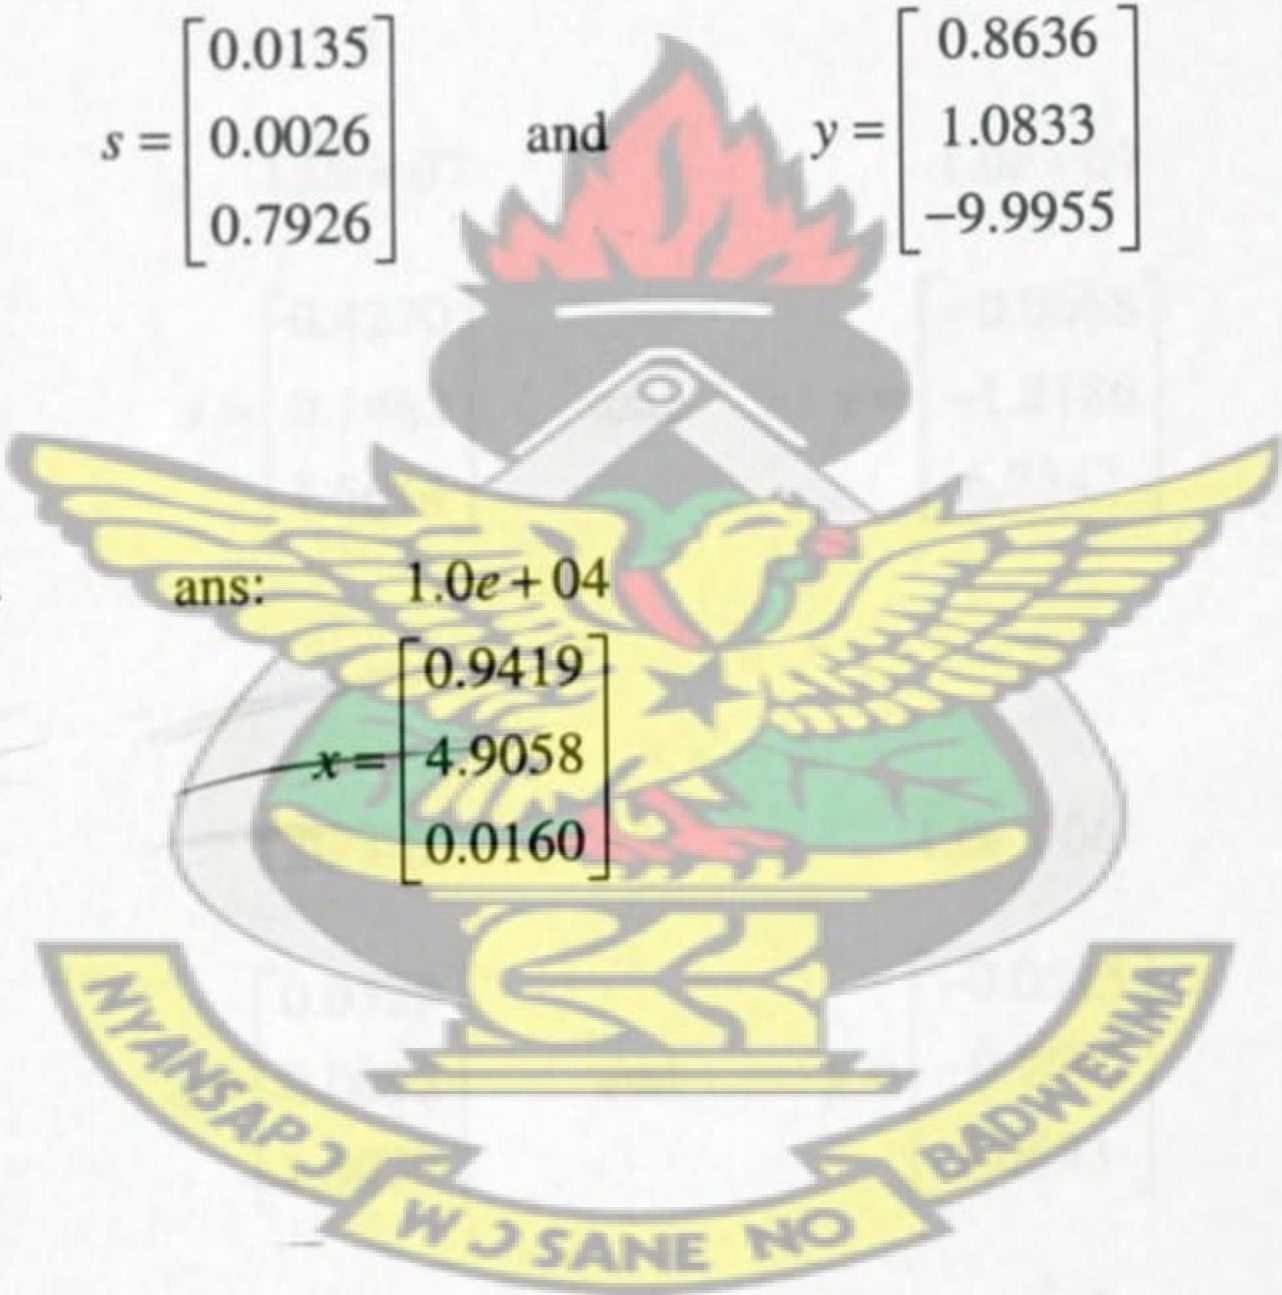 s = [0.0135 0.0026 0.7926] and y = [0.8636 1.0833 −9.9955]
ans: 1.0e + 04
x = [0.9419 4.9058 0.0160]
NYANSAPƆ WƆSANE NO BADWENMA